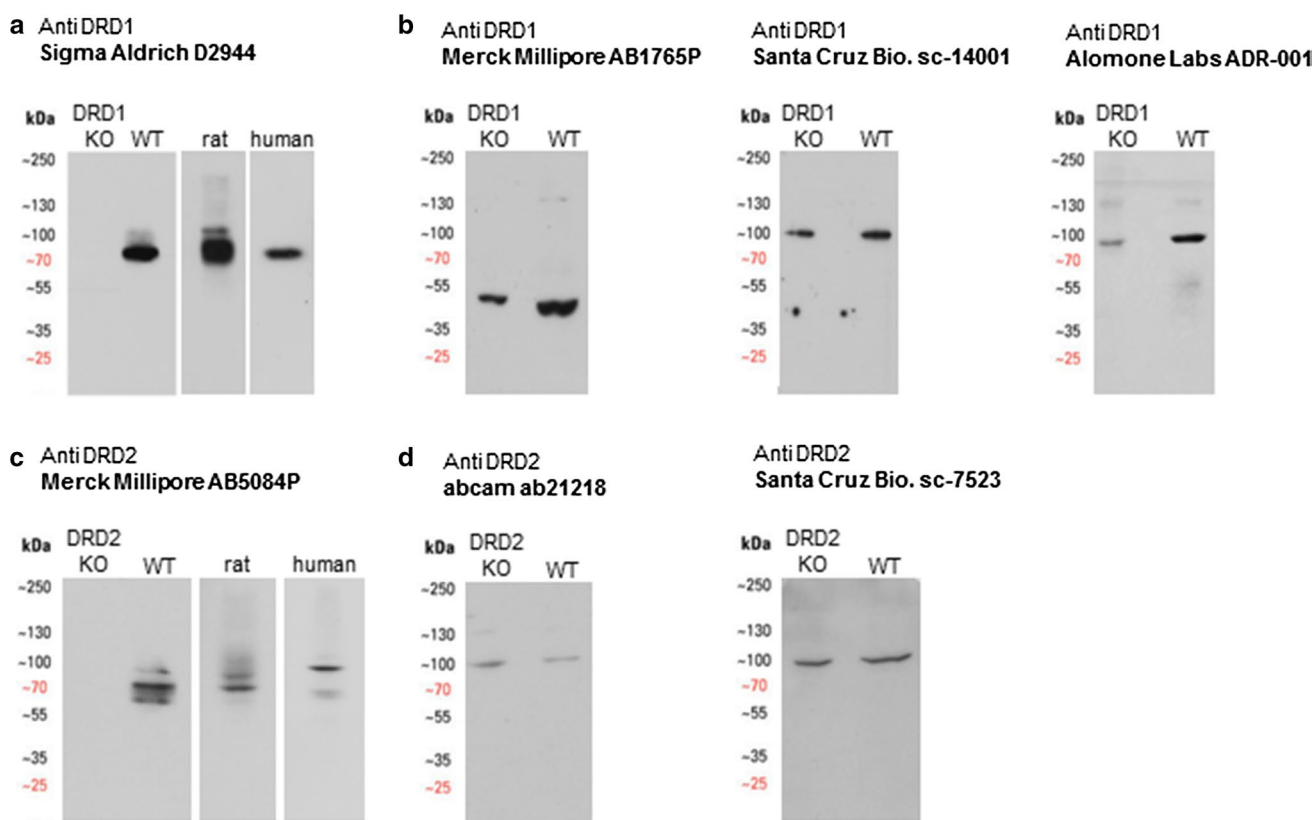 a
Anti DRD1
Sigma Aldrich D2944
kDa
DRD1
KO WT rat human
~250
~130
~100
~70
~55
~35
~25
b
Anti DRD1
Merck Millipore AB1765P
kDa
DRD1
KO WT
~250
~130
~100
~70
~55
~35
~25
Anti DRD1
Santa Cruz Bio. sc-14001
kDa
DRD1
KO WT
~250
~130
~100
~70
~55
~35
~25
Anti DRD1
Alomone Labs ADR-001
kDa
DRD1
KO WT
~250
~130
~100
~70
~55
~35
~25
c
Anti DRD2
Merck Millipore AB5084P
kDa
DRD2
KO WT rat human
~250
~130
~100
~70
~55
~35
~25
d
Anti DRD2
abcam ab21218
kDa
DRD2
KO WT
~250
~130
~100
~70
~55
~35
~25
Anti DRD2
Santa Cruz Bio. sc-7523
kDa
DRD2
KO WT
~250
~130
~100
~70
~55
~35
~25